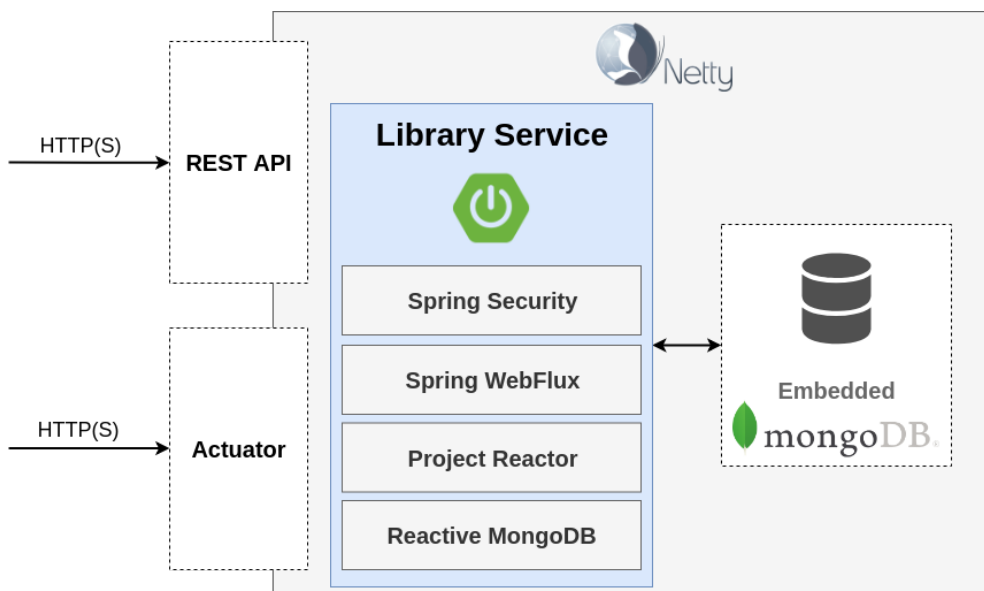 Netty
HTTP(S)
REST API
Library Service
Spring Security
Spring WebFlux
Project Reactor
Reactive MongoDB
HTTP(S)
Actuator
Embedded
mongoDB®